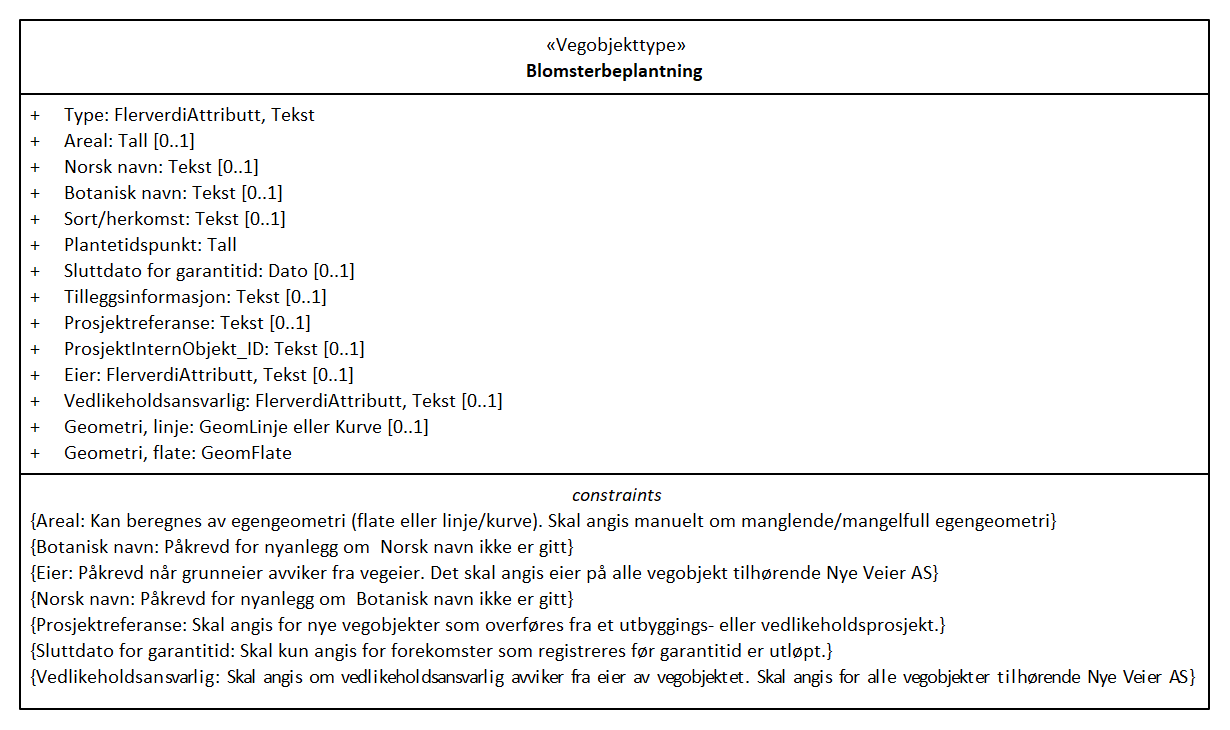 «Vegobjekttype»
Blomsterbeplantning
+ Type: FlerverdiAttributt, Tekst
+ Areal: Tall [0..1]
+ Norsk navn: Tekst [0..1]
+ Botanisk navn: Tekst [0..1]
+ Sort/herkomst: Tekst [0..1]
+ Plantetidspunkt: Tall
+ Sluttdato for garantitid: Dato [0..1]
+ Tilleggsinformasjon: Tekst [0..1]
+ Prosjektreferanse: Tekst [0..1]
+ ProsjektInternObjekt_ID: Tekst [0..1]
+ Eier: FlerverdiAttributt, Tekst [0..1]
+ Vedlikeholdsansvarlig: FlerverdiAttributt, Tekst [0..1]
+ Geometri, linje: GeomLinje eller Kurve [0..1]
+ Geometri, flate: GeomFlate
constraints
{Areal: Kan beregnes av egengeometri (flate eller linje/kurve). Skal angis manuelt om manglende/mangelfull egengeometri}
{Botanisk navn: Påkrevd for nyanlegg om  Norsk navn ikke er gitt}
{Eier: Påkrevd når grunneier avviker fra vegeier. Det skal angis eier på alle vegobjekt tilhørende Nye Veier AS}
{Norsk navn: Påkrevd for nyanlegg om  Botanisk navn ikke er gitt}
{Prosjektreferanse: Skal angis for nye vegobjekter som overføres fra et utbyggings- eller vedlikeholdsprosjekt.}
{Sluttdato for garantitid: Skal kun angis for forekomster som registreres før garantitid er utløpt.}
{Vedlikeholdsansvarlig: Skal angis om vedlikeholdsansvarlig avviker fra eier av vegobjektet. Skal angis for alle vegobjekter tilhørende Nye Veier AS}